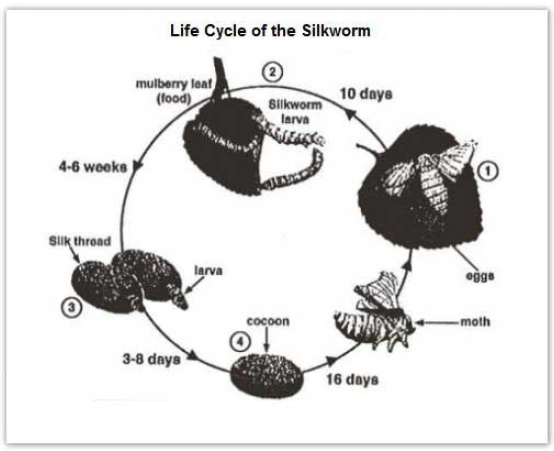 Life Cycle of the Silkworm
2
mulberry leaf
(food)
Silkworm
larva
10 days
1
4-6 weeks
eggs
Silk thread
larva
3
moth
cocoon
4
3-8 days
16 days